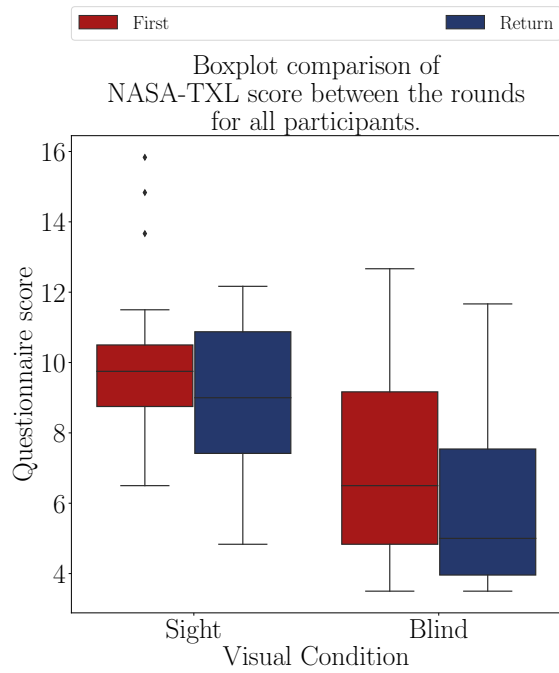 First
Return
Boxplot comparison of
NASA-TXL score between the rounds
for all participants.
Questionnaire score
16
14
12
10
8
6
4
Sight
Blind
Visual Condition